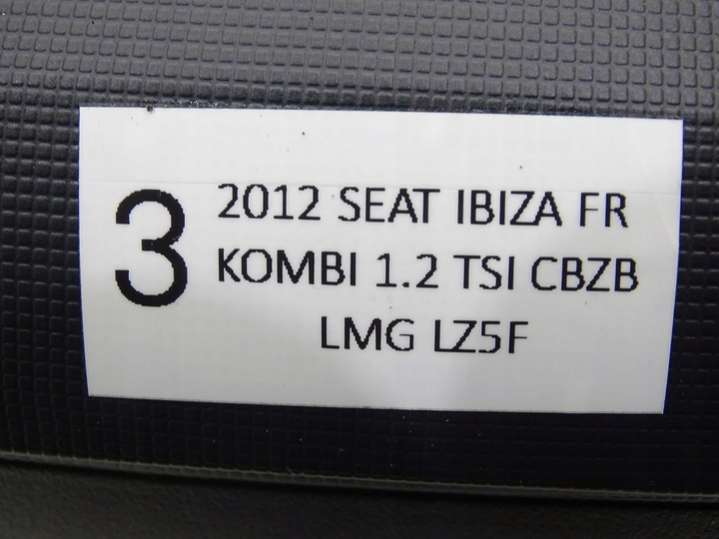 3
2012 SEAT IBIZA FR
KOMBI 1.2 TSI CBZB
LMG LZ5F